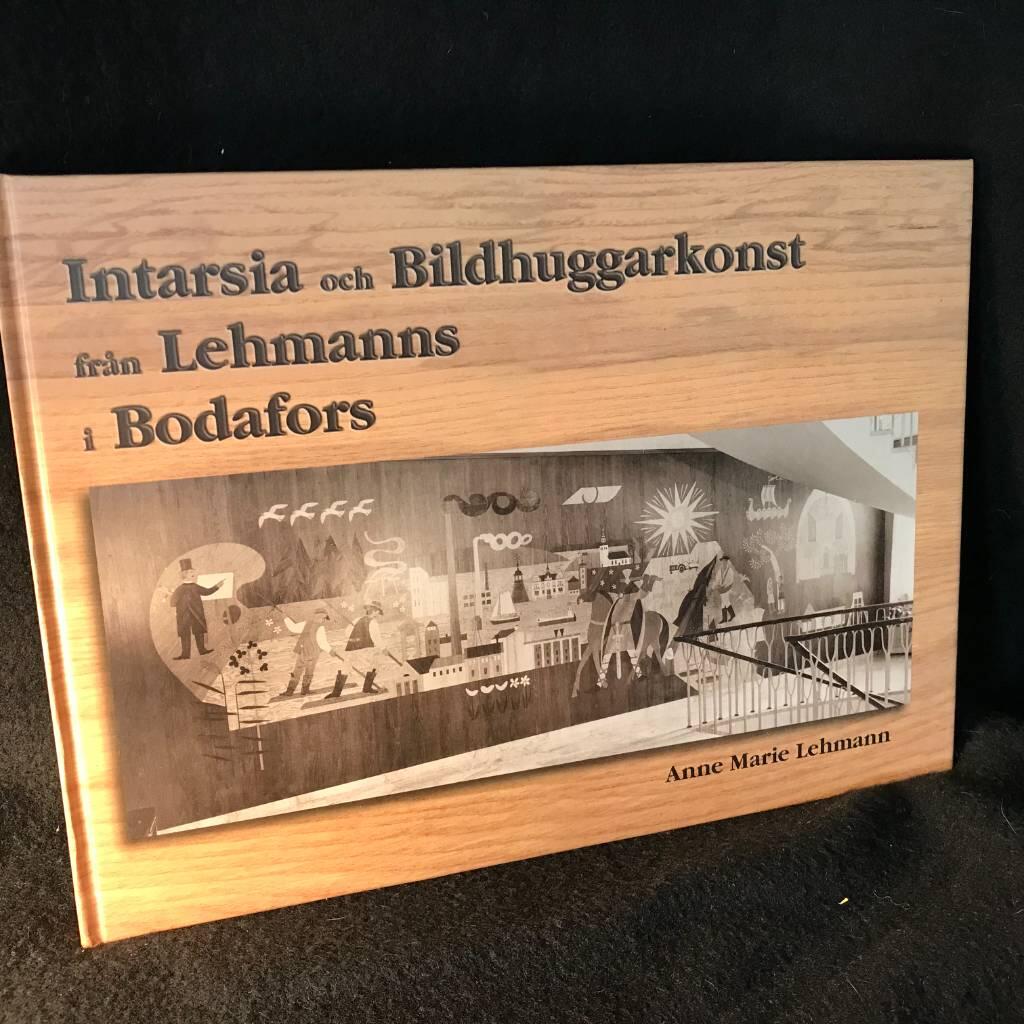 Intarsia och Bildhuggarkonst
från Lehmanns
i Bodafors
Anne Marie Lehmann